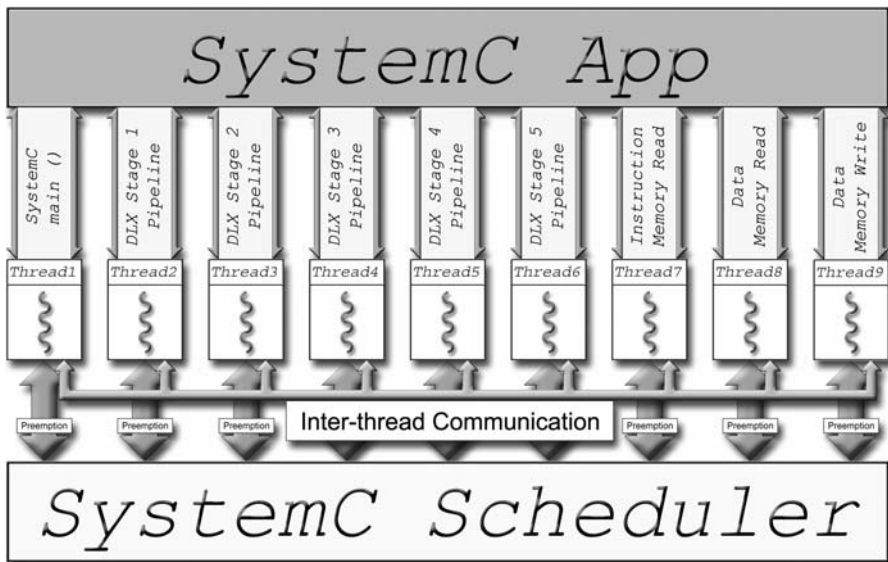 SystemC App
SystemC
main ()
DLX Stage 1
Pipeline
DLX Stage 2
Pipeline
DLX Stage 3
Pipeline
DLX Stage 4
Pipeline
DLX Stage 5
Pipeline
Instruction
Memory Read
Data
Memory Read
Data
Memory Write
Thread1 Thread2 Thread3 Thread4 Thread5 Thread6 Thread7 Thread8 Thread9
Preemption Preemption Preemption Inter-thread Communication Preemption Preemption Preemption
SystemC Scheduler